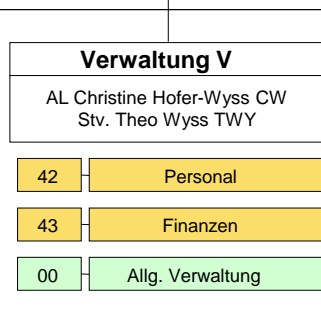 Verwaltung V
AL Christine Hofer-Wyss CW
Stv. Theo Wyss TWY
42 Personal
43 Finanzen
00 Allg. Verwaltung